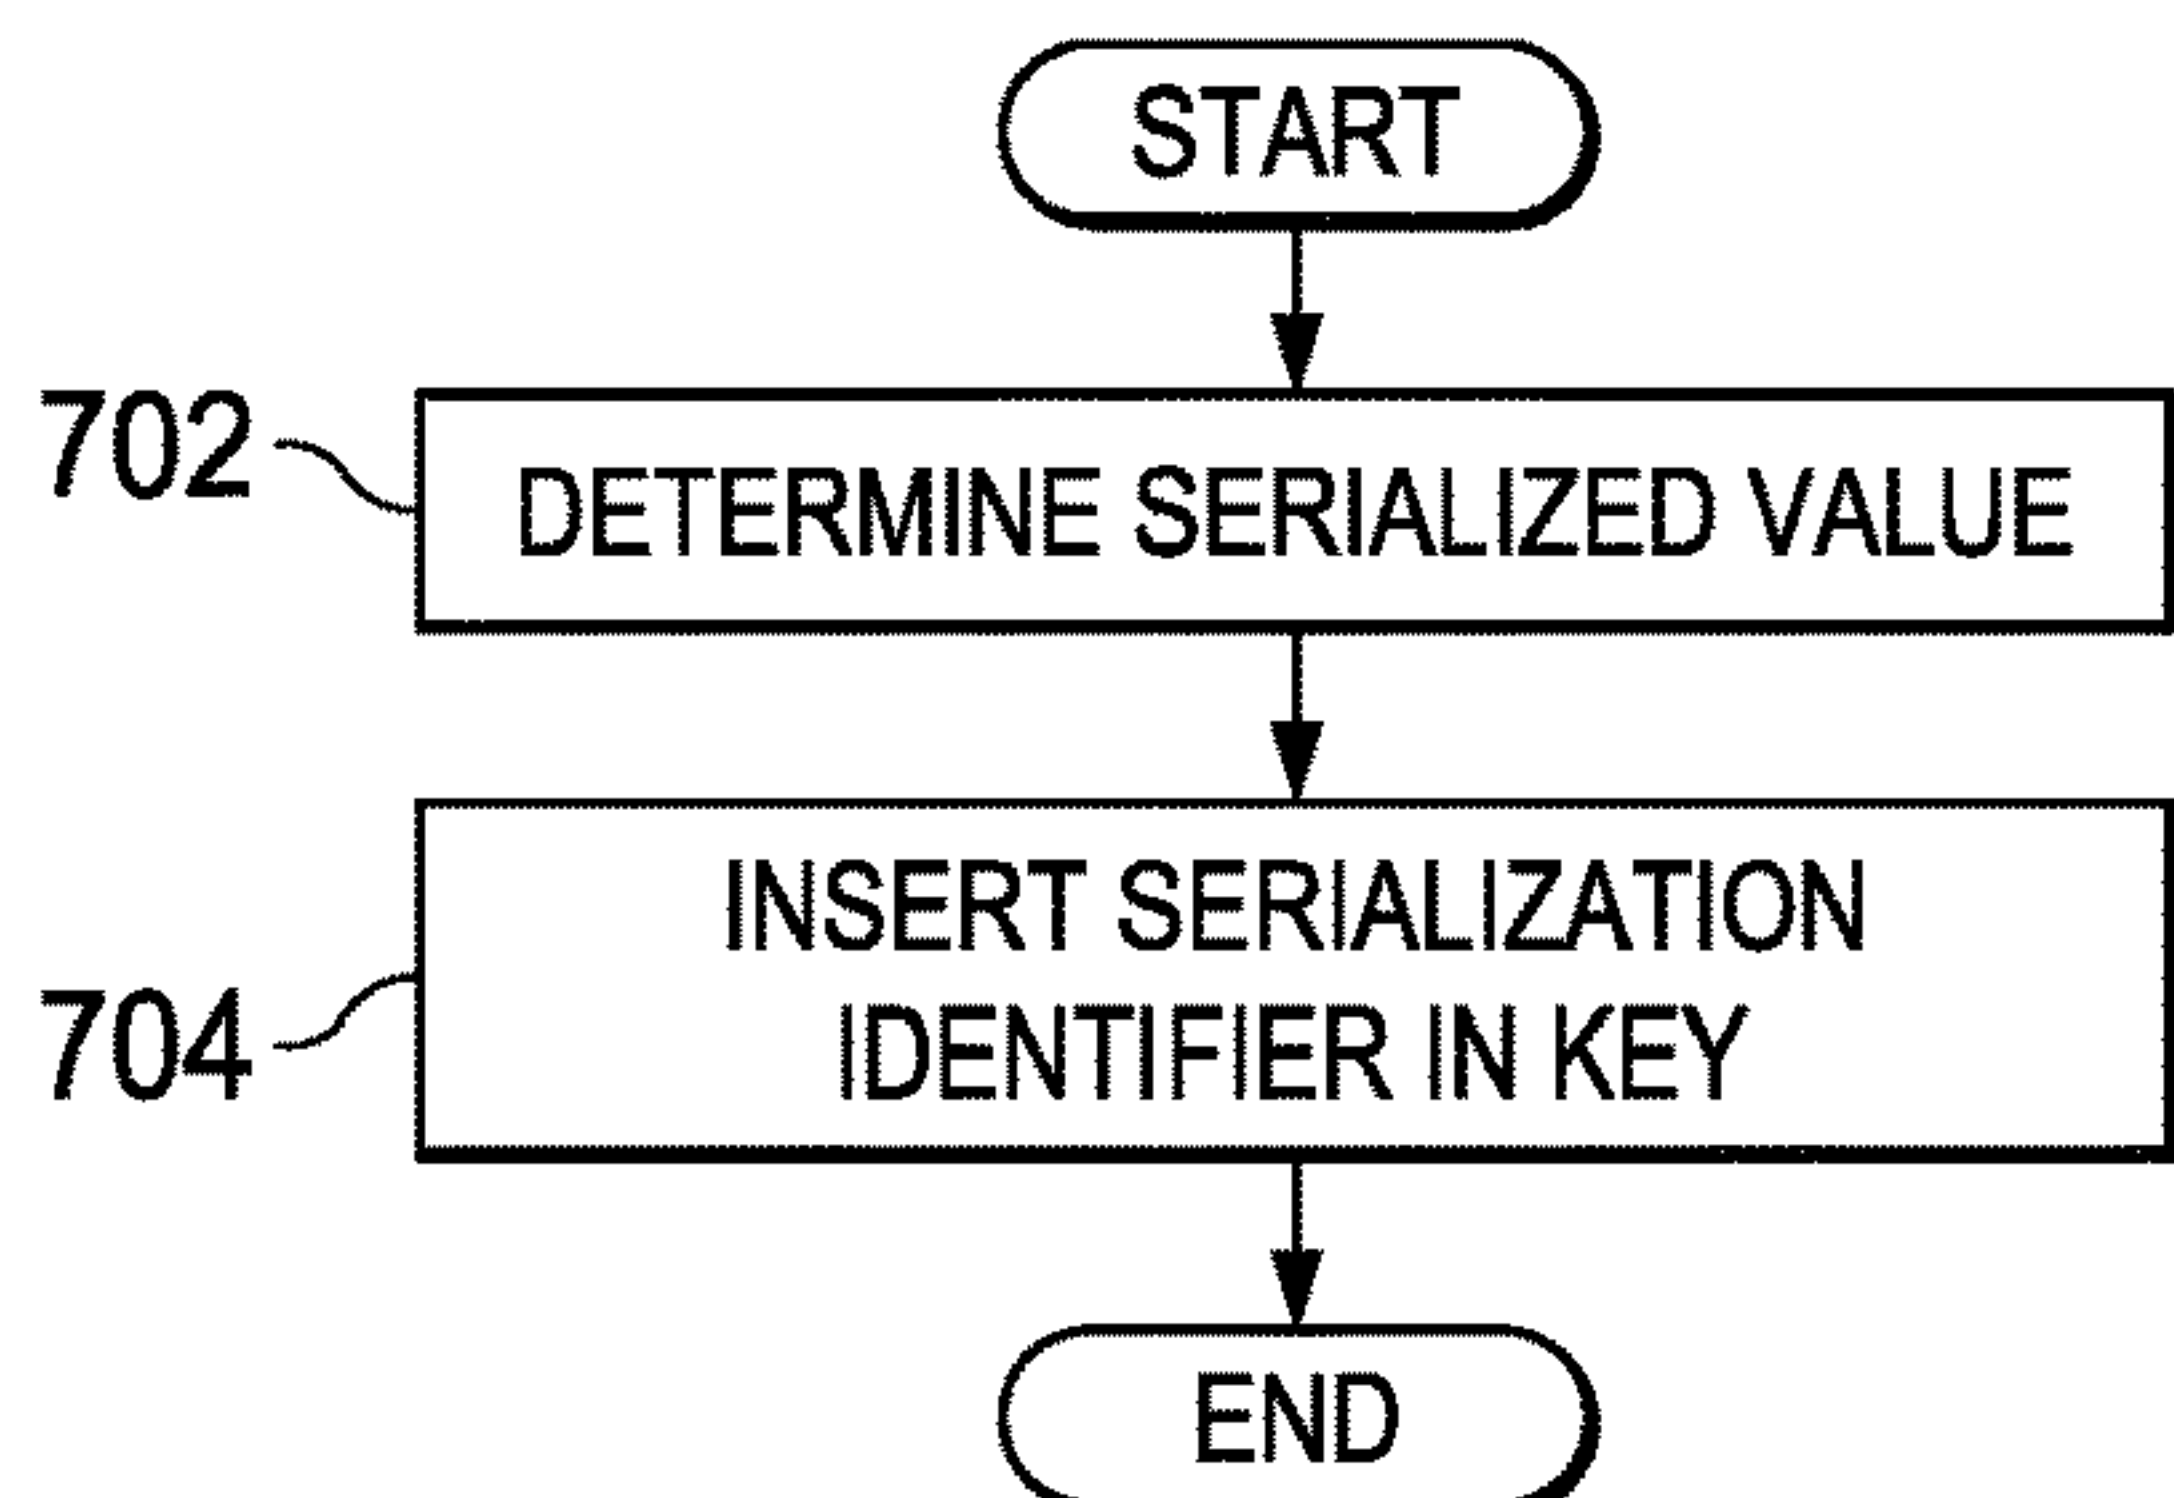 START
702
DETERMINE SERIALIZED VALUE
INSERT SERIALIZATION
IDENTIFIER IN KEY
704
END